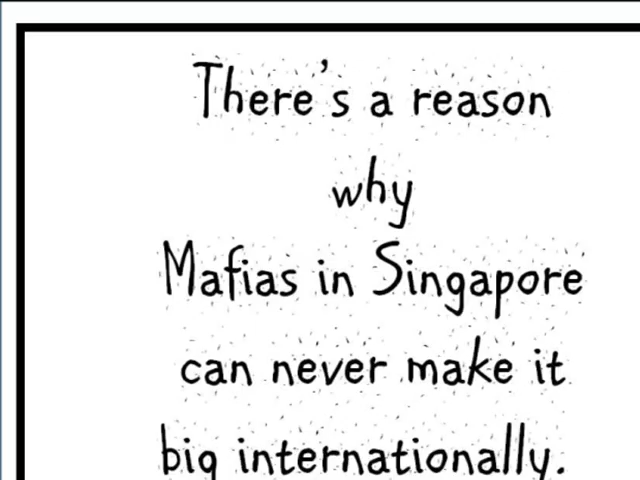 There's a reason
why
Mafias in Singapore
can never make it
big internationally.